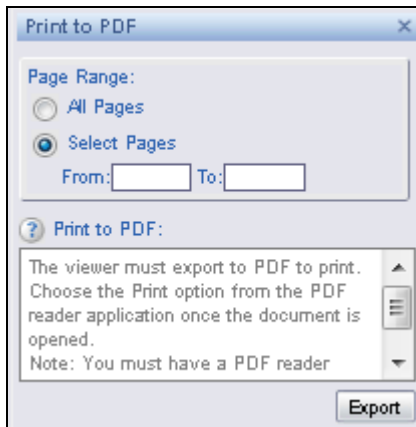 Print to PDF
Page Range:
All Pages
Select Pages
From: To:
? Print to PDF:
The viewer must export to PDF to print.
Choose the Print option from the PDF
reader application once the document is
opened.
Note: You must have a PDF reader
Export